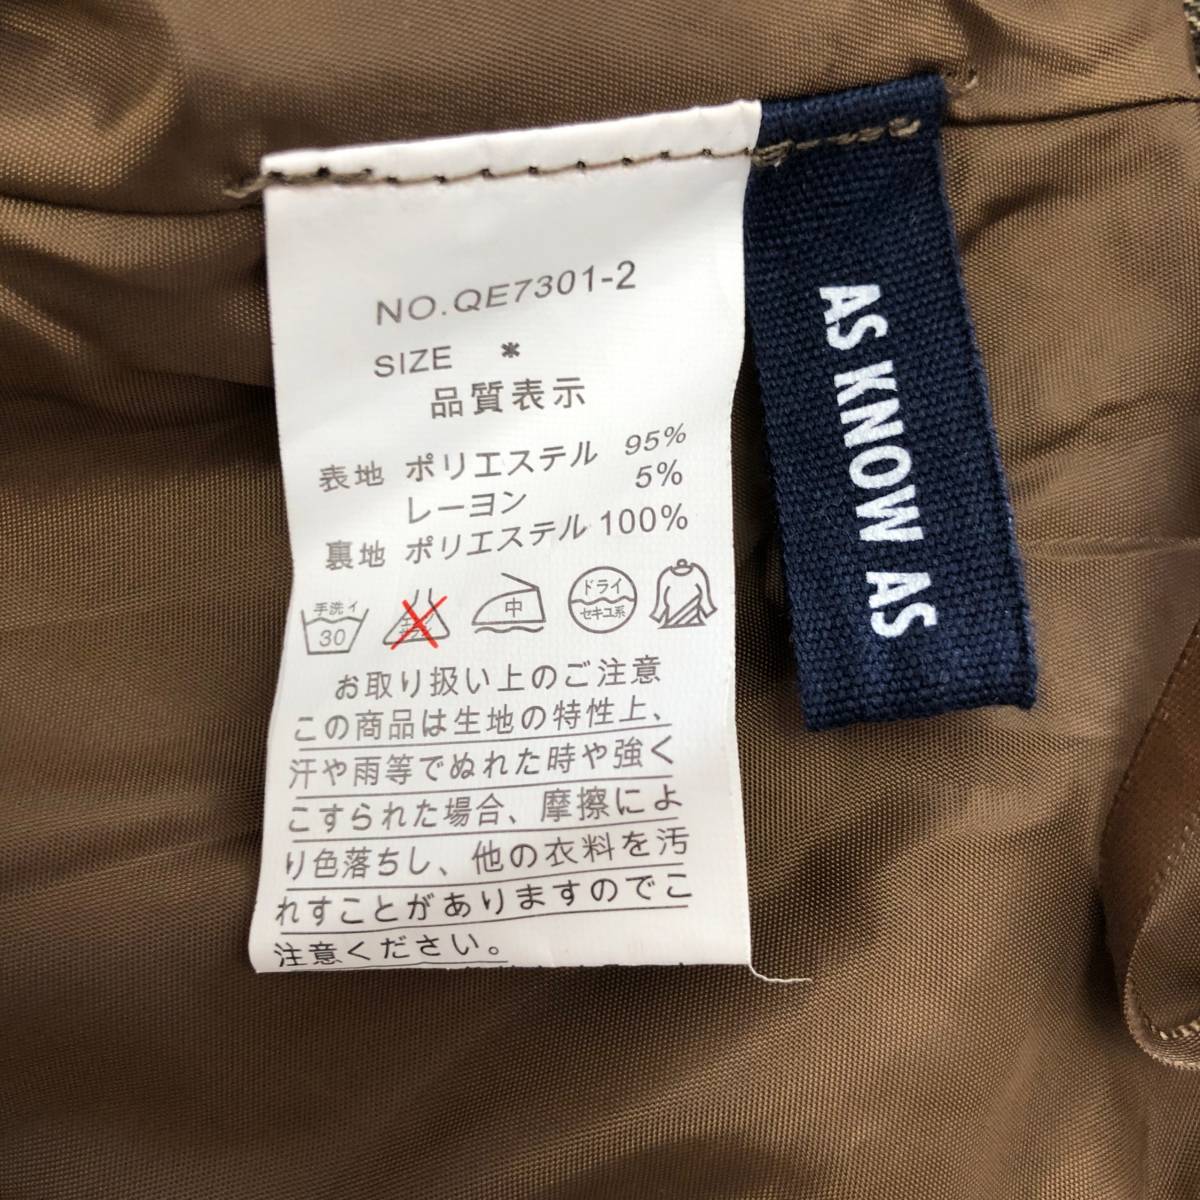 NO.QE7301-2
SIZE *
品質表示
表地 ポリエステル 95%
レーヨン 5%
裏地 ポリエステル 100%
手洗イ
30
中
ドライ
セキユ系
お取り扱い上のご注意
この商品は生地の特性上、
汗や雨等でぬれた時や強く
こすられた場合、摩擦によ
り色落ちし、他の衣料を汚
れすことがありますのでこ
注意ください。
AS KNOW AS